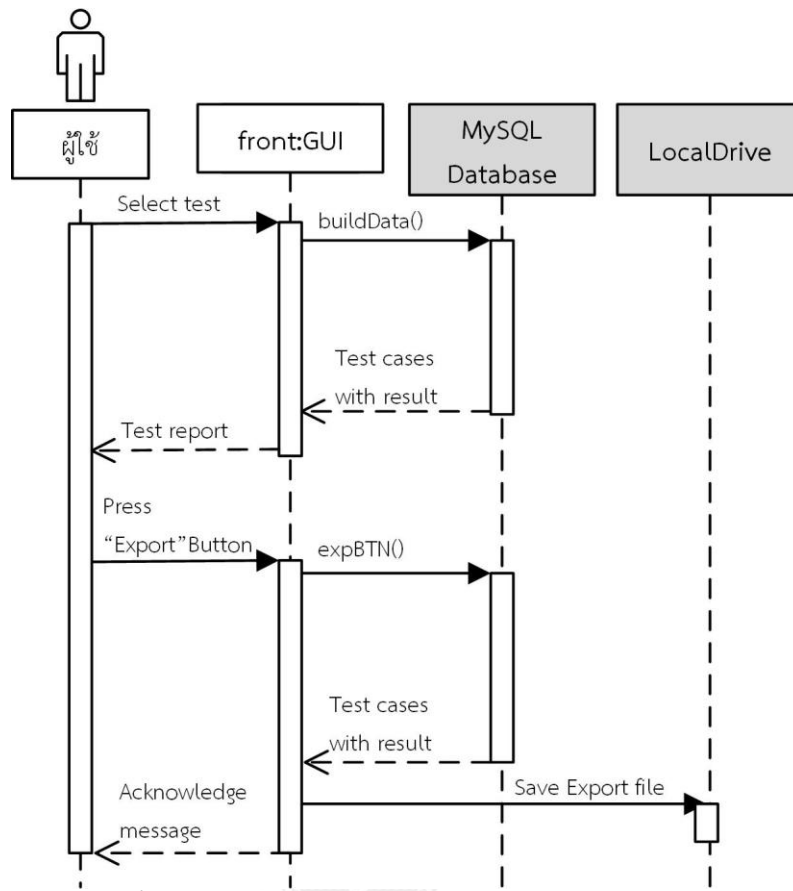 ผู้ใช้
front:GUI
MySQL
Database
LocalDrive
Select test
buildData()
Test cases
with result
Test report
Press
“Export”Button
expBTN()
Test cases
with result
Save Export file
Acknowledge
message